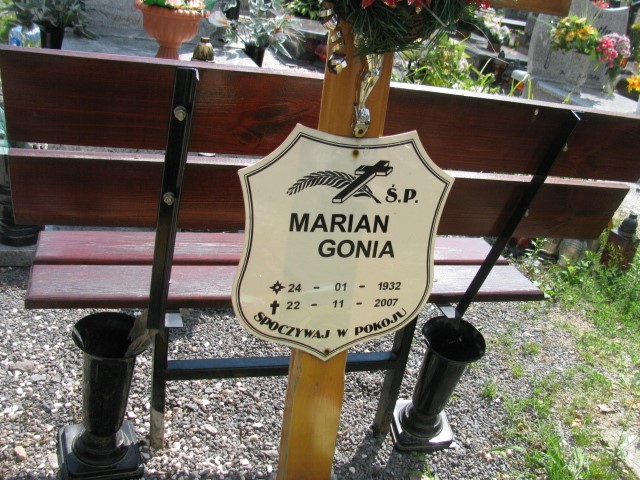 Ś.P.
MARIAN
GONIA
24 - 01 - 1932
22 - 11 - 2007
SPOCZYWAJ W POKOJU